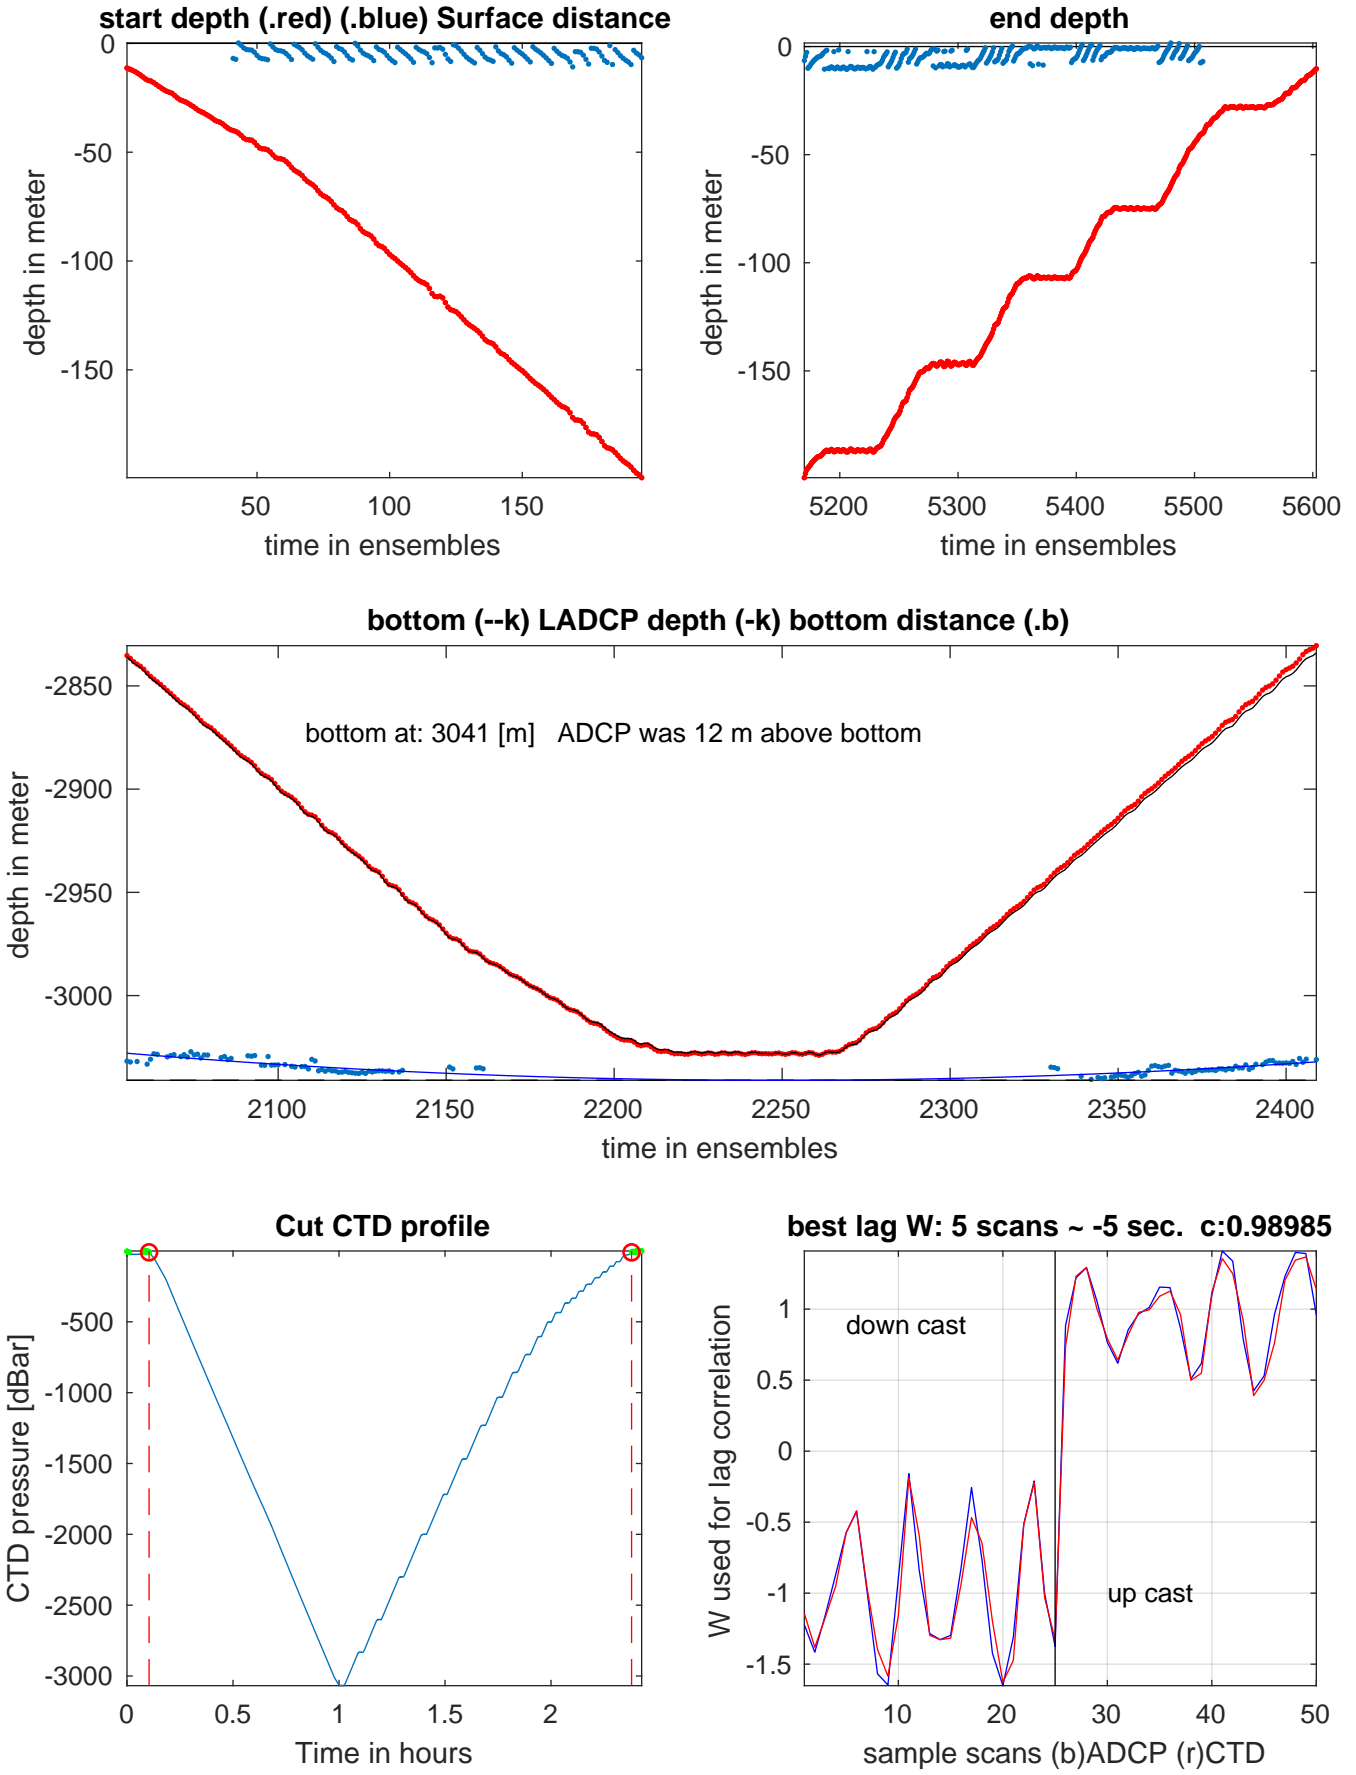 start depth (.red) (.blue) Surface distance
0
-50
-100
-150
depth in meter
50
100
150
time in ensembles
end depth
0
-50
-100
-150
depth in meter
5200
5300
5400
5500
5600
time in ensembles
bottom (--k) LADCP depth (-k) bottom distance (.b)
bottom at: 3041 [m]   ADCP was 12 m above bottom
-2850
-2900
-2950
-3000
depth in meter
2100
2150
2200
2250
2300
2350
2400
time in ensembles
Cut CTD profile
-500
-1000
-1500
-2000
-2500
-3000
CTD pressure [dBar]
0
0.5
1
1.5
2
Time in hours
best lag W: 5 scans ~ -5 sec.  c:0.98985
down cast
up cast
1
0.5
0
-0.5
-1
-1.5
W used for lag correlation
10
20
30
40
50
sample scans (b)ADCP (r)CTD